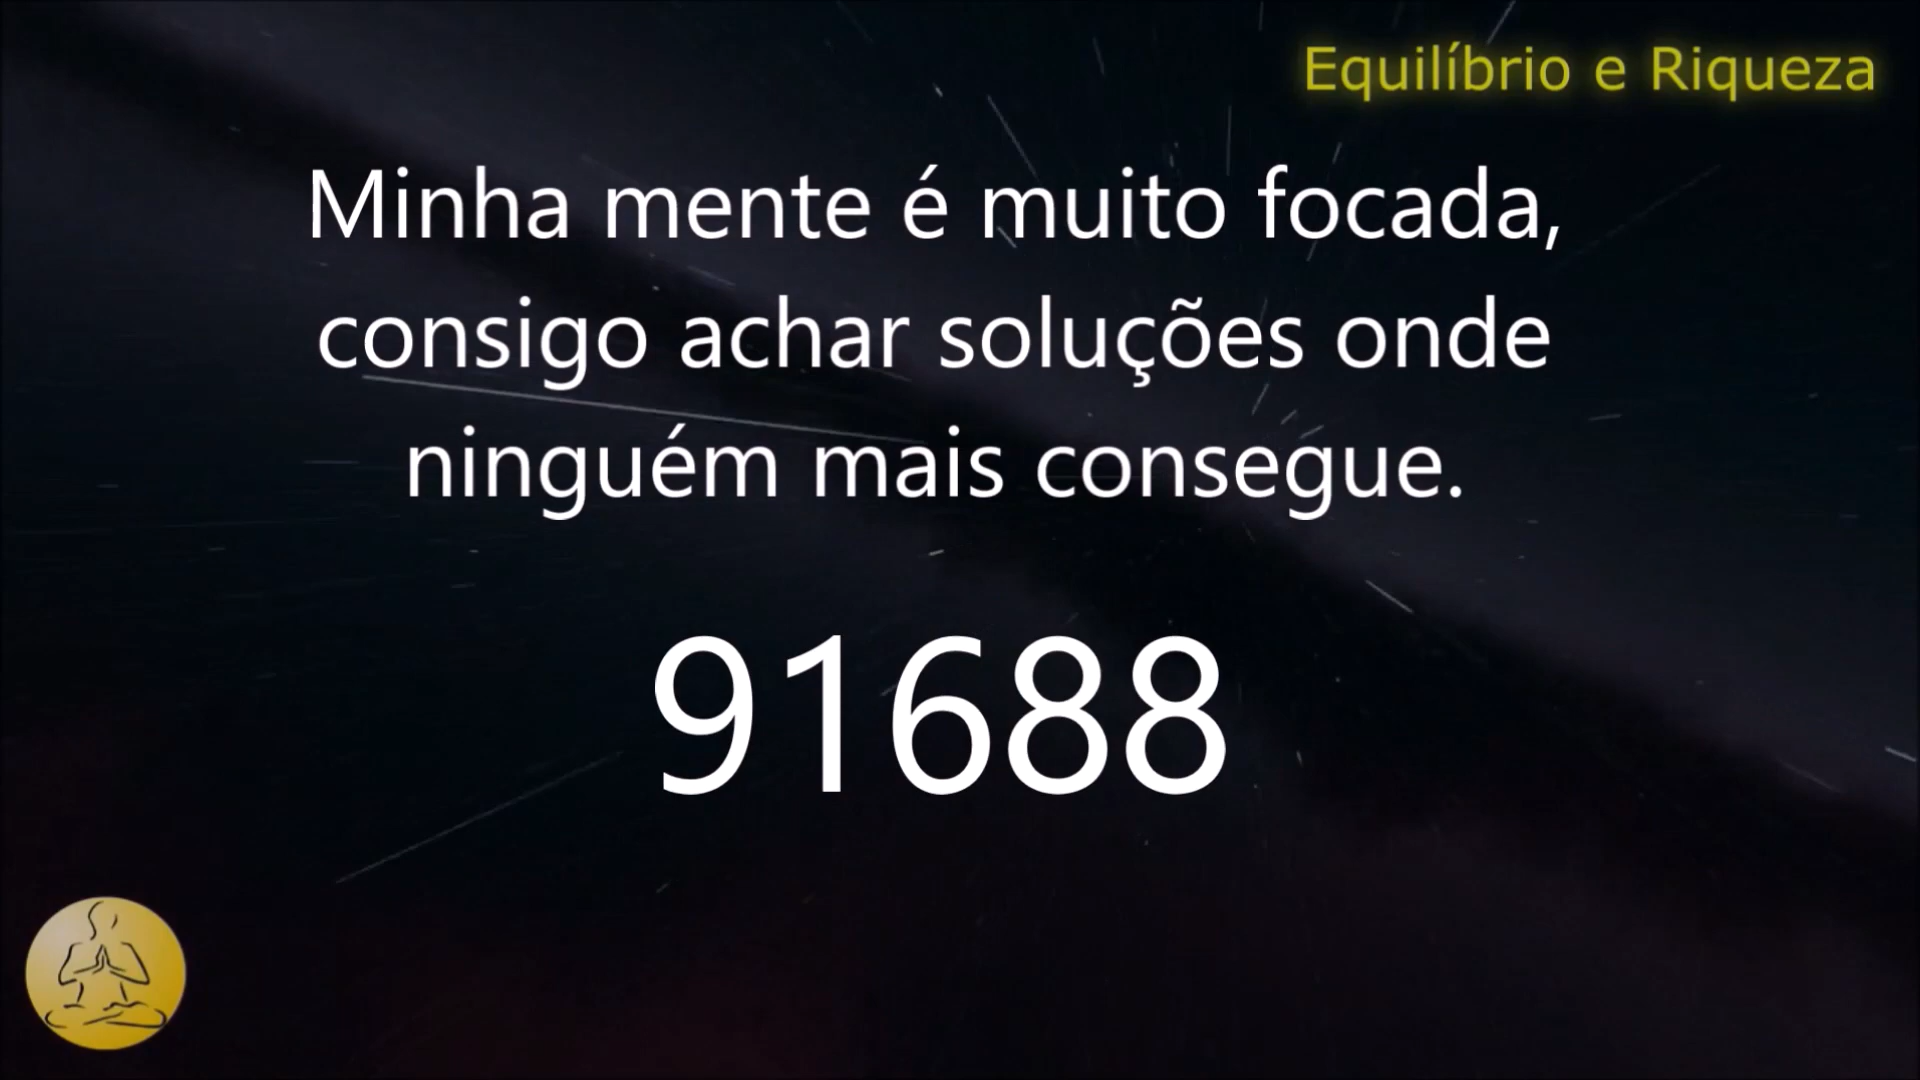 Equilíbrio e Riqueza
Minha mente é muito focada,
consigo achar soluções onde
ninguém mais consegue.
91688